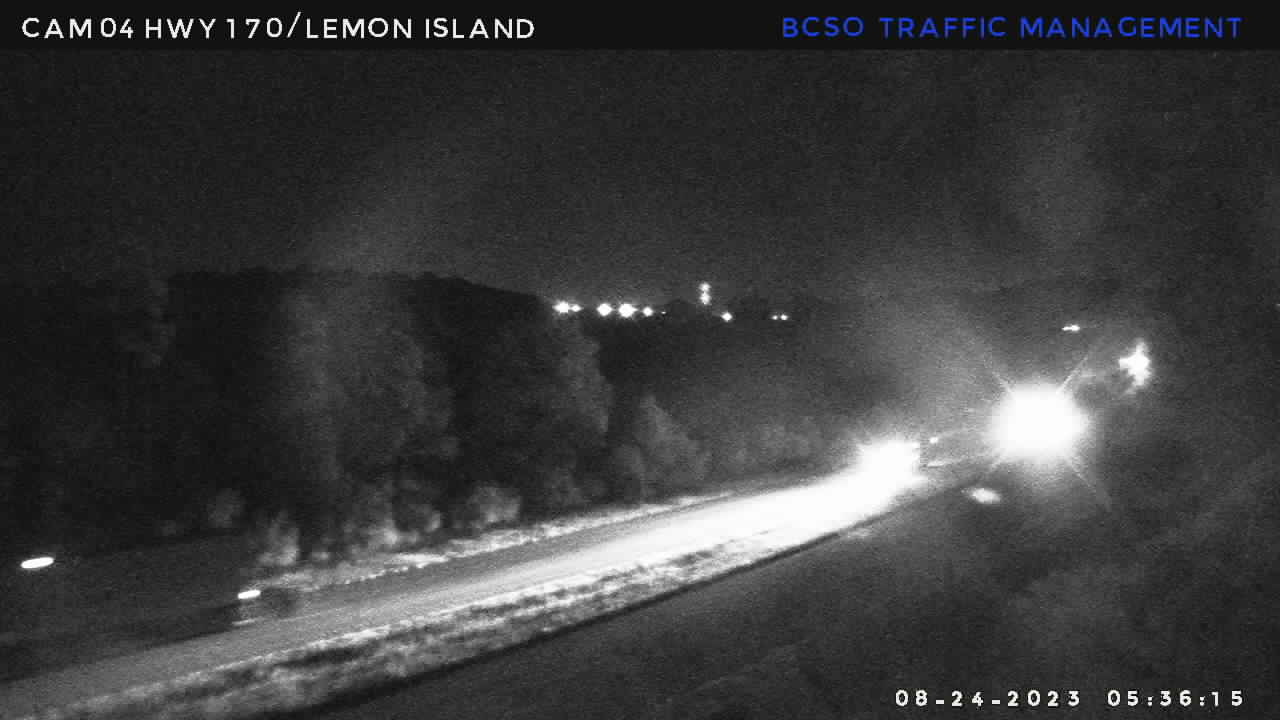 CAM04 HWY 170/LEMON ISLAND
BCSO TRAFFIC MANAGEMENT
08-24-2023 05:36:15